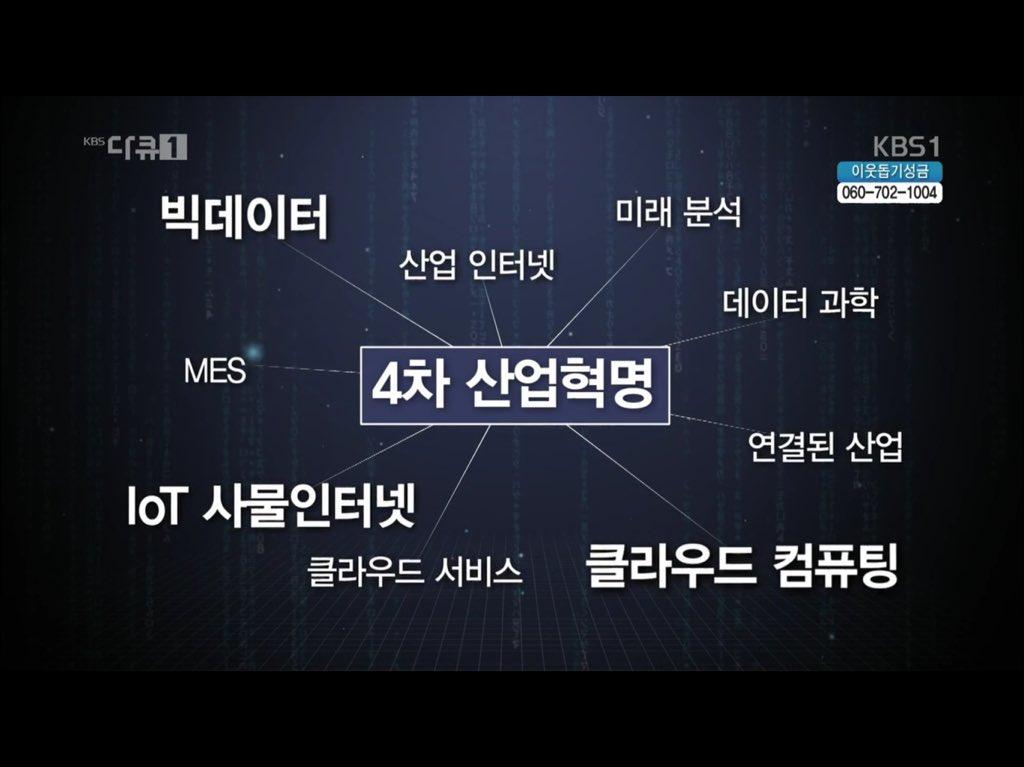 KBS 다큐1
KBS1
이웃돕기성금
060-702-1004
빅데이터
미래 분석
산업 인터넷
데이터 과학
MES
4차 산업혁명
연결된 산업
IoT 사물인터넷
클라우드 서비스
클라우드 컴퓨팅